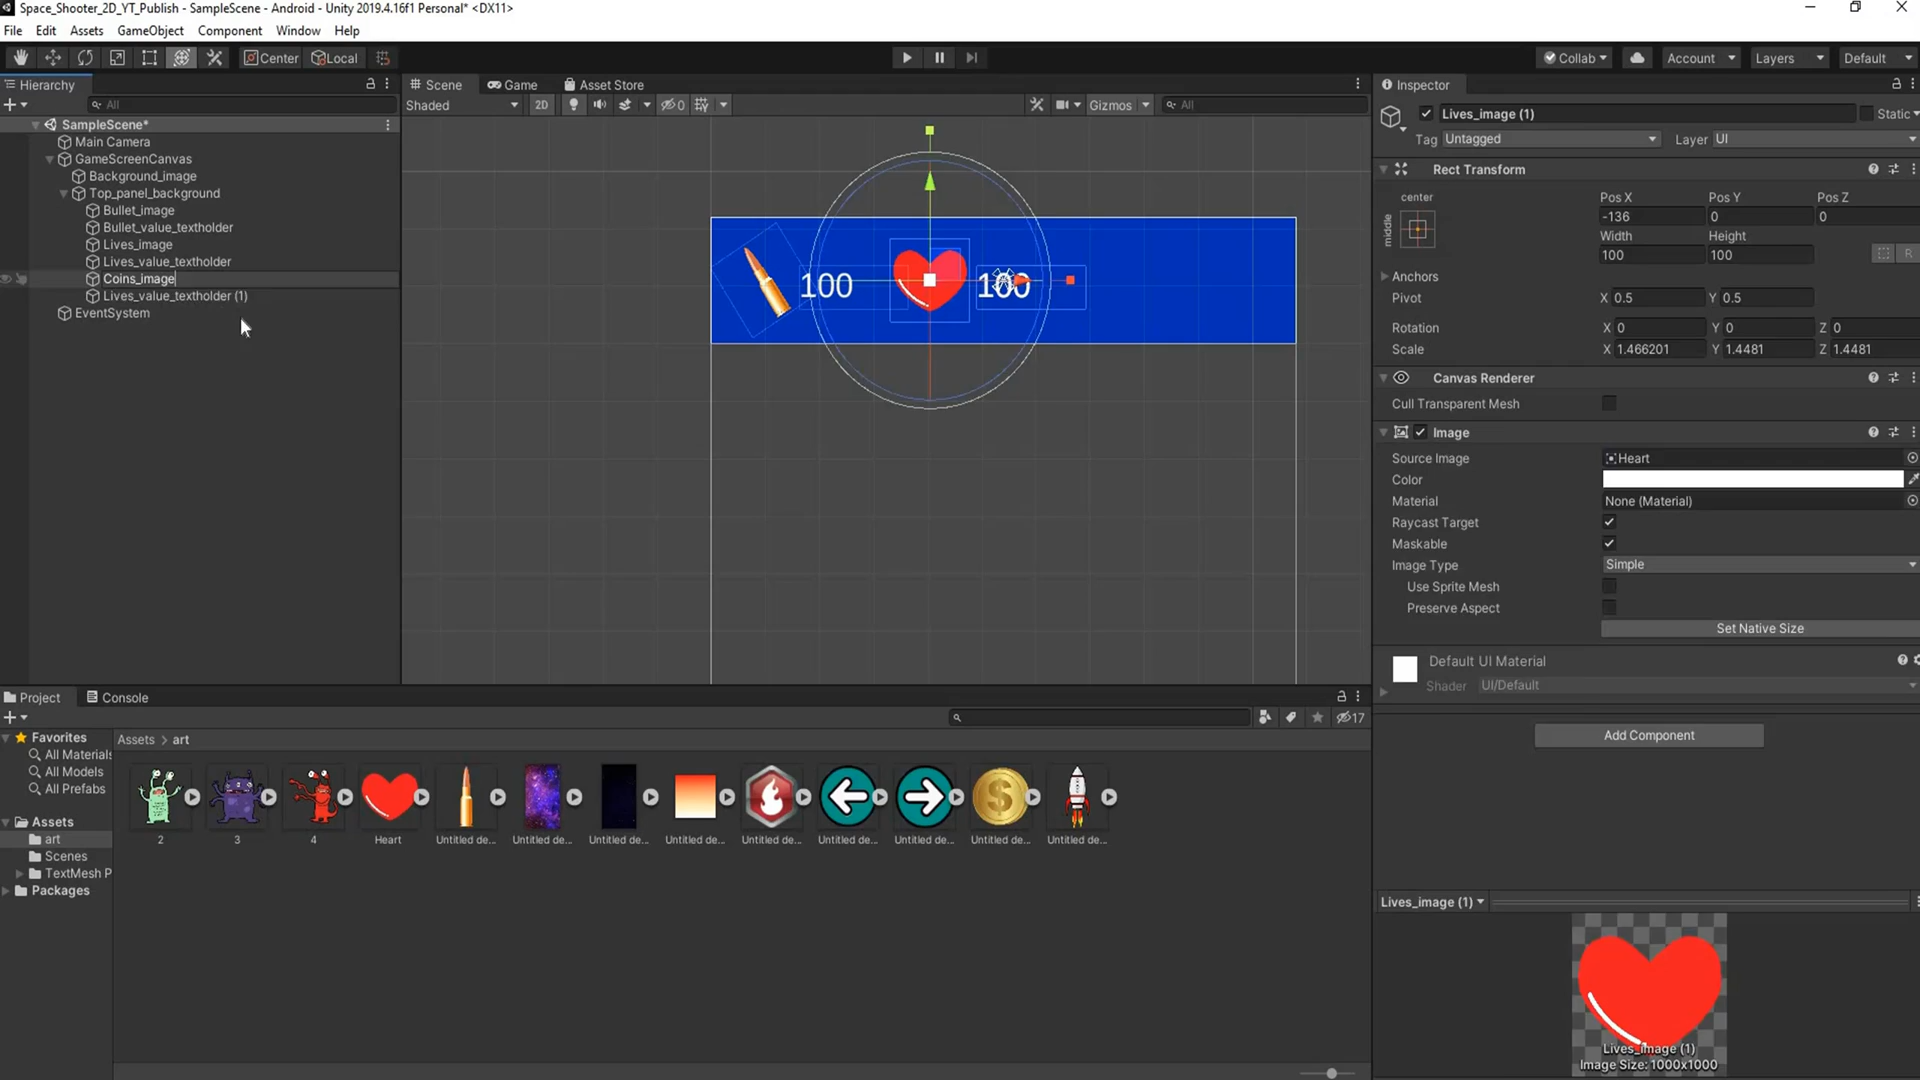 Space_Shooter_2D_YT_Publish - SampleScene - Android - Unity 2019.4.16f1 Personal* <DX11>
File Edit Assets GameObject Component Window Help
Center Local Collab Account Layers Default
Hierarchy
All
SampleScene*
Main Camera
GameScreenCanvas
Background_image
Top_panel_background
Bullet_image
Bullet_value_textholder
Lives_image
Lives_value_textholder
Coins_image
Lives_value_textholder (1)
EventSystem
Scene Game Asset Store
Shaded 2D 0 Gizmos All
100 100
Inspector
Lives_image (1) Static
Tag Untagged Layer UI
Rect Transform
center
middle
Pos X Pos Y Pos Z
-136 0 0
Width Height
100 100 R
Anchors
Pivot X 0.5 Y 0.5
Rotation X 0 Y 0 Z 0
Scale X 1.466201 Y 1.4481 Z 1.4481
Canvas Renderer
Cull Transparent Mesh
Image
Source Image Heart
Color
Material None (Material)
Raycast Target
Maskable
Image Type Simple
Use Sprite Mesh
Preserve Aspect
Set Native Size
Default UI Material
Shader UI/Default
Add Component
Lives_image (1)
Lives_image (1)
Image Size: 1000x1000
Project Console
17
Favorites
All Materials
All Models
All Prefabs
Assets
art
Scenes
TextMesh P
Packages
Assets > art
2 3 4 Heart Untitled de... Untitled de... Untitled de... Untitled de... Untitled de... Untitled de... Untitled de... Untitled de... Untitled de...